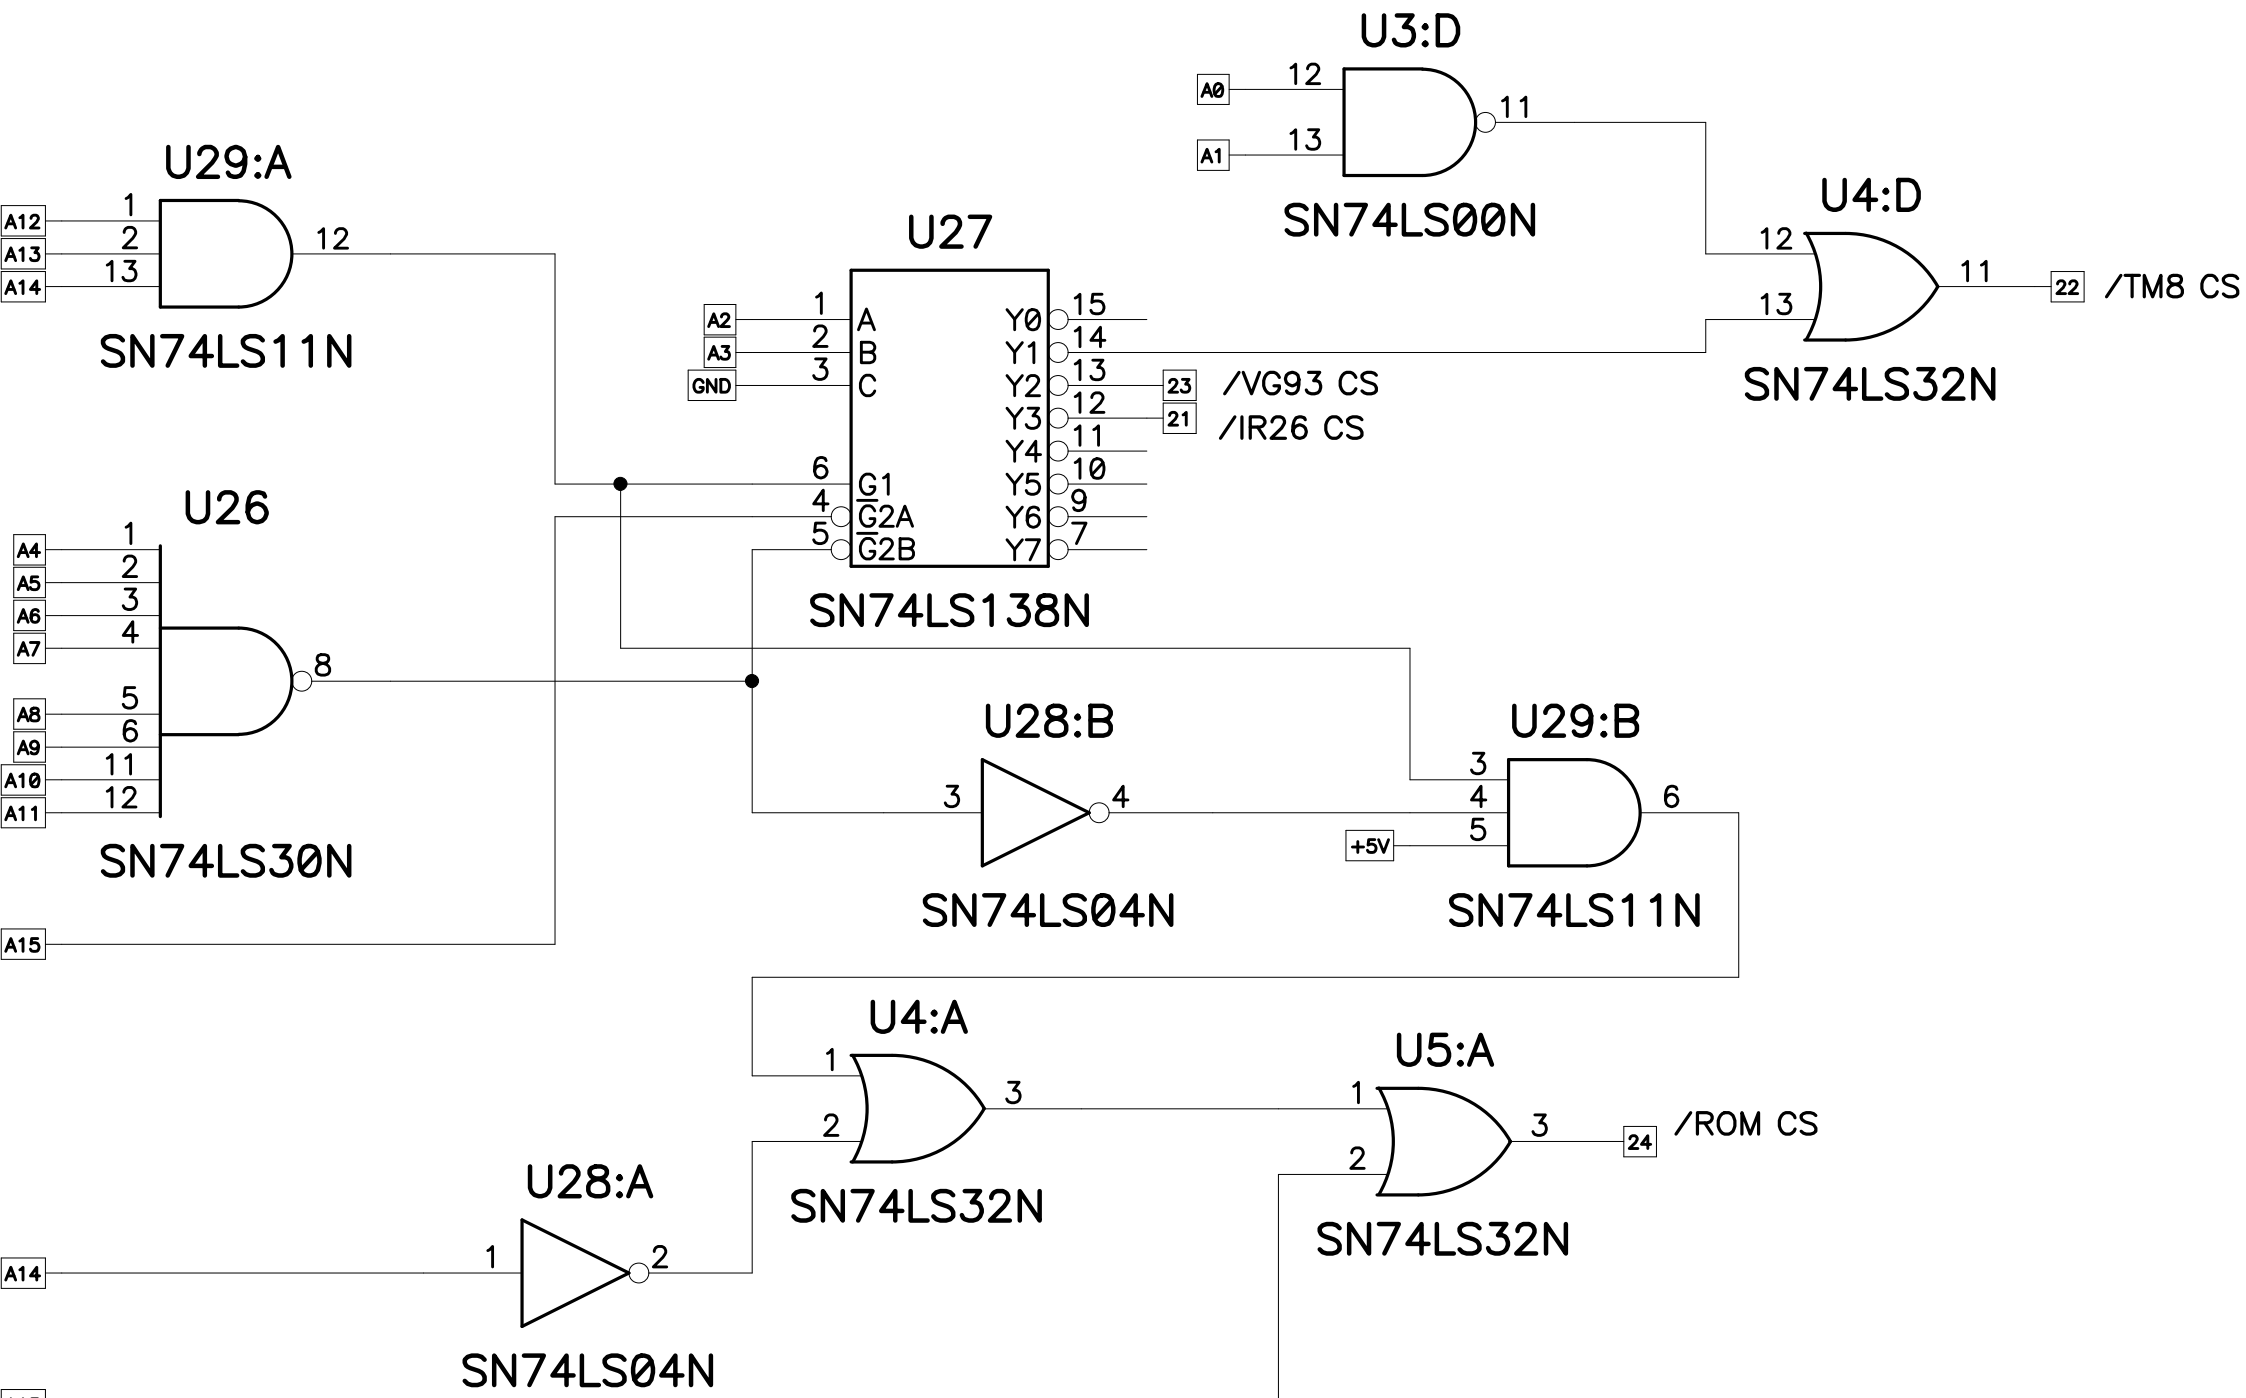 U3:D
A0 12
11
A1 13
SN74LS00N
U29:A
A12 1
A13 2
A14 13
12
SN74LS11N
U4:D
12
13
11
22 /TM8 CS
SN74LS32N
U27
A2 1 A Y0 15
A3 2 B Y1 14
GND 3 C Y2 13 23 /VG93 CS
Y3 12 21 /IR26 CS
Y4 11
6 G1 Y5 10
4 G2A Y6 9
5 G2B Y7 7
SN74LS138N
U26
A4 1
A5 2
A6 3
A7 4
8
A8 5
A9 6
A10 11
A11 12
SN74LS30N
U28:B
3 4
SN74LS04N
U29:B
3
4
+5V 5
6
SN74LS11N
A15
U4:A
1
2
3
SN74LS32N
U5:A
1
2
3
24 /ROM CS
SN74LS32N
U28:A
A14 1 2
SN74LS04N